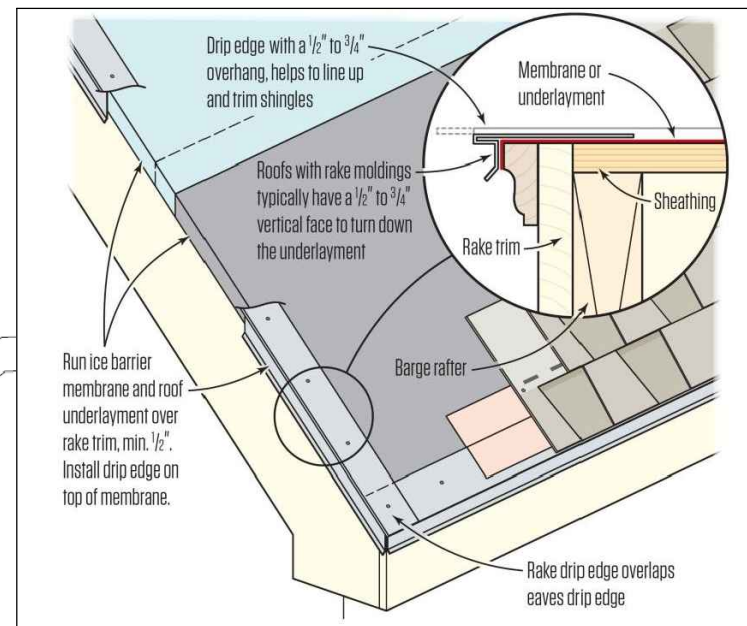 Drip edge with a 1/2" to 3/4"
overhang, helps to line up
and trim shingles
Membrane or
underlayment
Roofs with rake moldings
typically have a 1/2" to 3/4"
vertical face to turn down
the underlayment
Sheathing
Rake trim
Run ice barrier
membrane and roof
underlayment over
rake trim, min. 1/2".
Install drip edge on
top of membrane.
Barge rafter
Rake drip edge overlaps
eaves drip edge